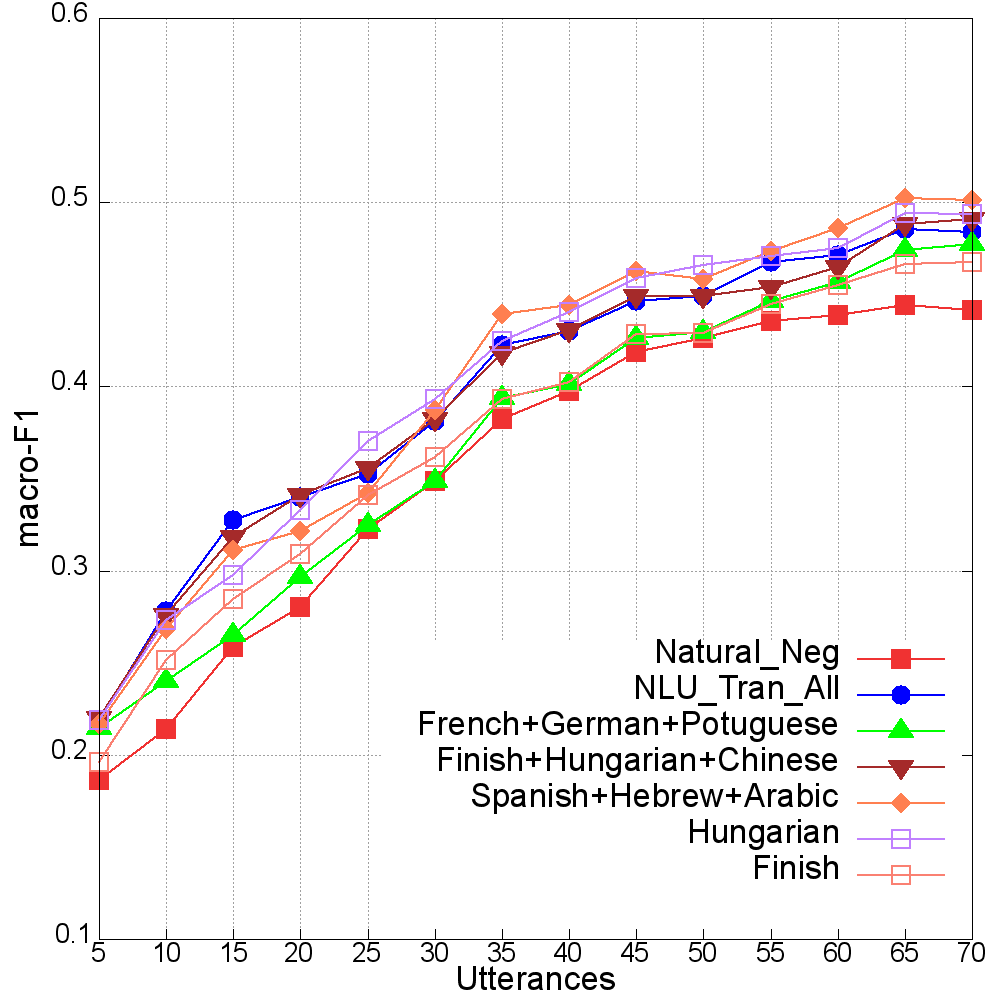 0.6
0.5
0.4
0.3
0.2
0.1
macro-F1
5 10 15 20 25 30 35 40 45 50 55 60 65 70
Utterances
Natural_Neg
NLU_Tran_All
French+German+Potuguese
Finish+Hungarian+Chinese
Spanish+Hebrew+Arabic
Hungarian
Finish